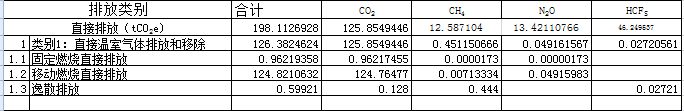 排放类别 合计 CO2 CH4 N2O HCFS
直接排放（tCO2e） 198.1126928 125.8549446 12.587104 13.42110766 46.249857
1 类别1：直接温室气体排放和移除 126.3824624 125.8549446 0.451150666 0.049161567 0.02720561
1.1 固定燃烧直接排放 0.96219358 0.96217455 0.0000173 0.00000173
1.2 移动燃烧直接排放 124.8210632 124.76477 0.00713334 0.04915983
1.3 逸散排放 0.59921 0.128 0.444 0.02721